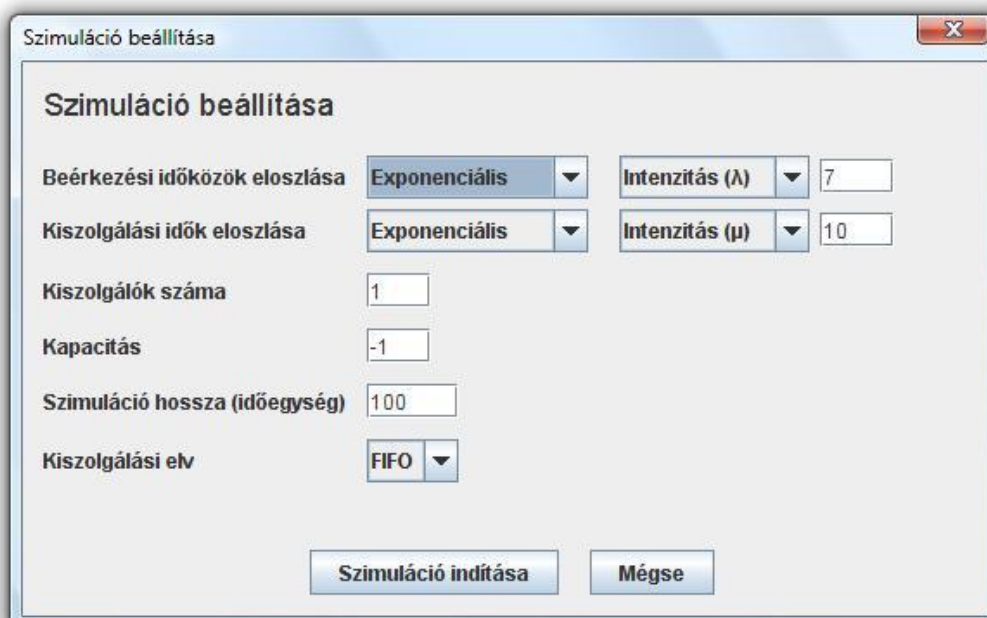 Szimuláció beállítása
Szimuláció beállítása
Beérkezési időközök eloszlása Exponenciális Intenzitás (λ) 7
Kiszolgálási idők eloszlása Exponenciális Intenzitás (μ) 10
Kiszolgálók száma 1
Kapacitás -1
Szimuláció hossza (időegység) 100
Kiszolgálási elv FIFO
Szimuláció indítása Mégse